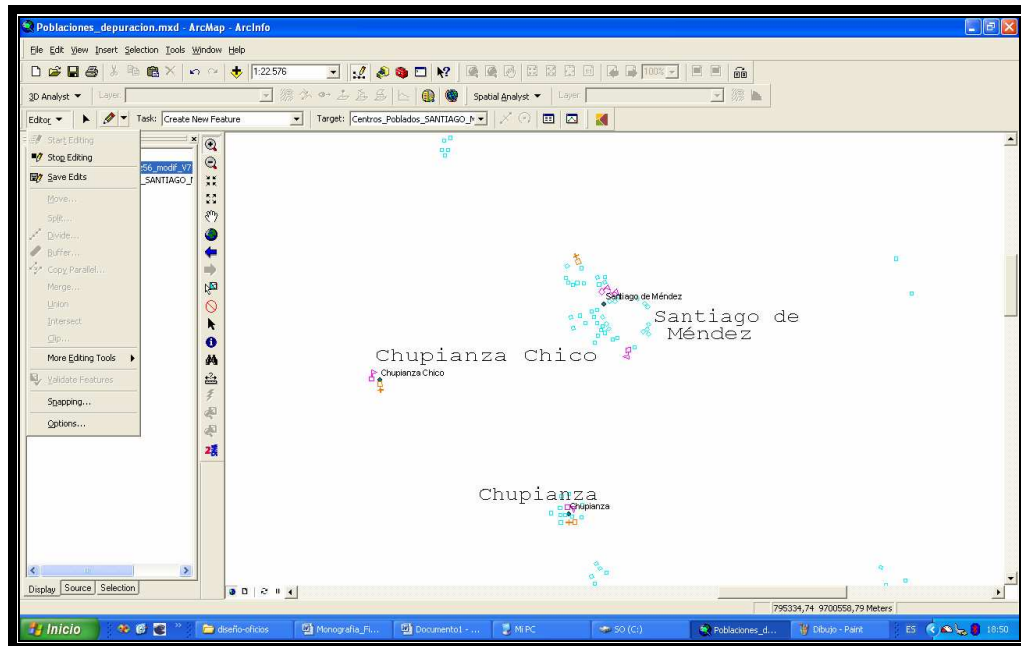 Poblaciones_depuracion.mxd - ArcMap - ArcInfo
File Edit View Insert Selection Tools Window Help
1:22.576
100%
3D Analyst Layer: Spatial Analyst Layer:
Editor Task: Create New Feature Target: Centros_Poblados_SANTIAGO_M
Start Editing
Stop Editing
Save Edits
Move...
Split...
Divide...
Buffer...
Copy Parallel...
Merge...
Union
Intersect
Clip...
More Editing Tools
Validate Features
Snapping...
Options...
c56_modif_V7
_SANTIAGO_M
Santiago de Méndez
Santiago de
Méndez
Chupianza Chico
Chupianza Chico
Chupianza
Chupianza
Display Source Selection
795334,74 9700558,79 Meters
Inicio diseño-oficios Monografia_Fi... Documento1 - ... Mi PC SO (C:) Poblaciones_d... Dibujo - Paint ES 18:50